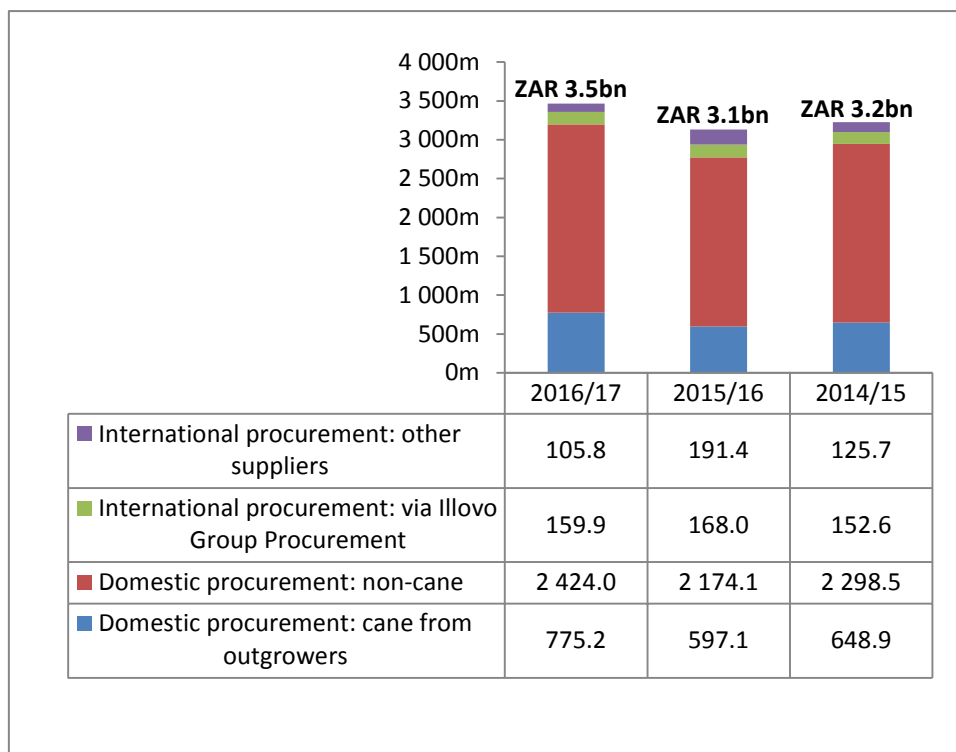 4 000m
3 500m
3 000m
2 500m
2 000m
1 500m
1 000m
500m
0m
ZAR 3.5bn
ZAR 3.1bn
ZAR 3.2bn
2016/17 2015/16 2014/15
International procurement: other
suppliers
105.8 191.4 125.7
International procurement: via Illovo
Group Procurement
159.9 168.0 152.6
Domestic procurement: non-cane 2 424.0 2 174.1 2 298.5
Domestic procurement: cane from
outgrowers
775.2 597.1 648.9